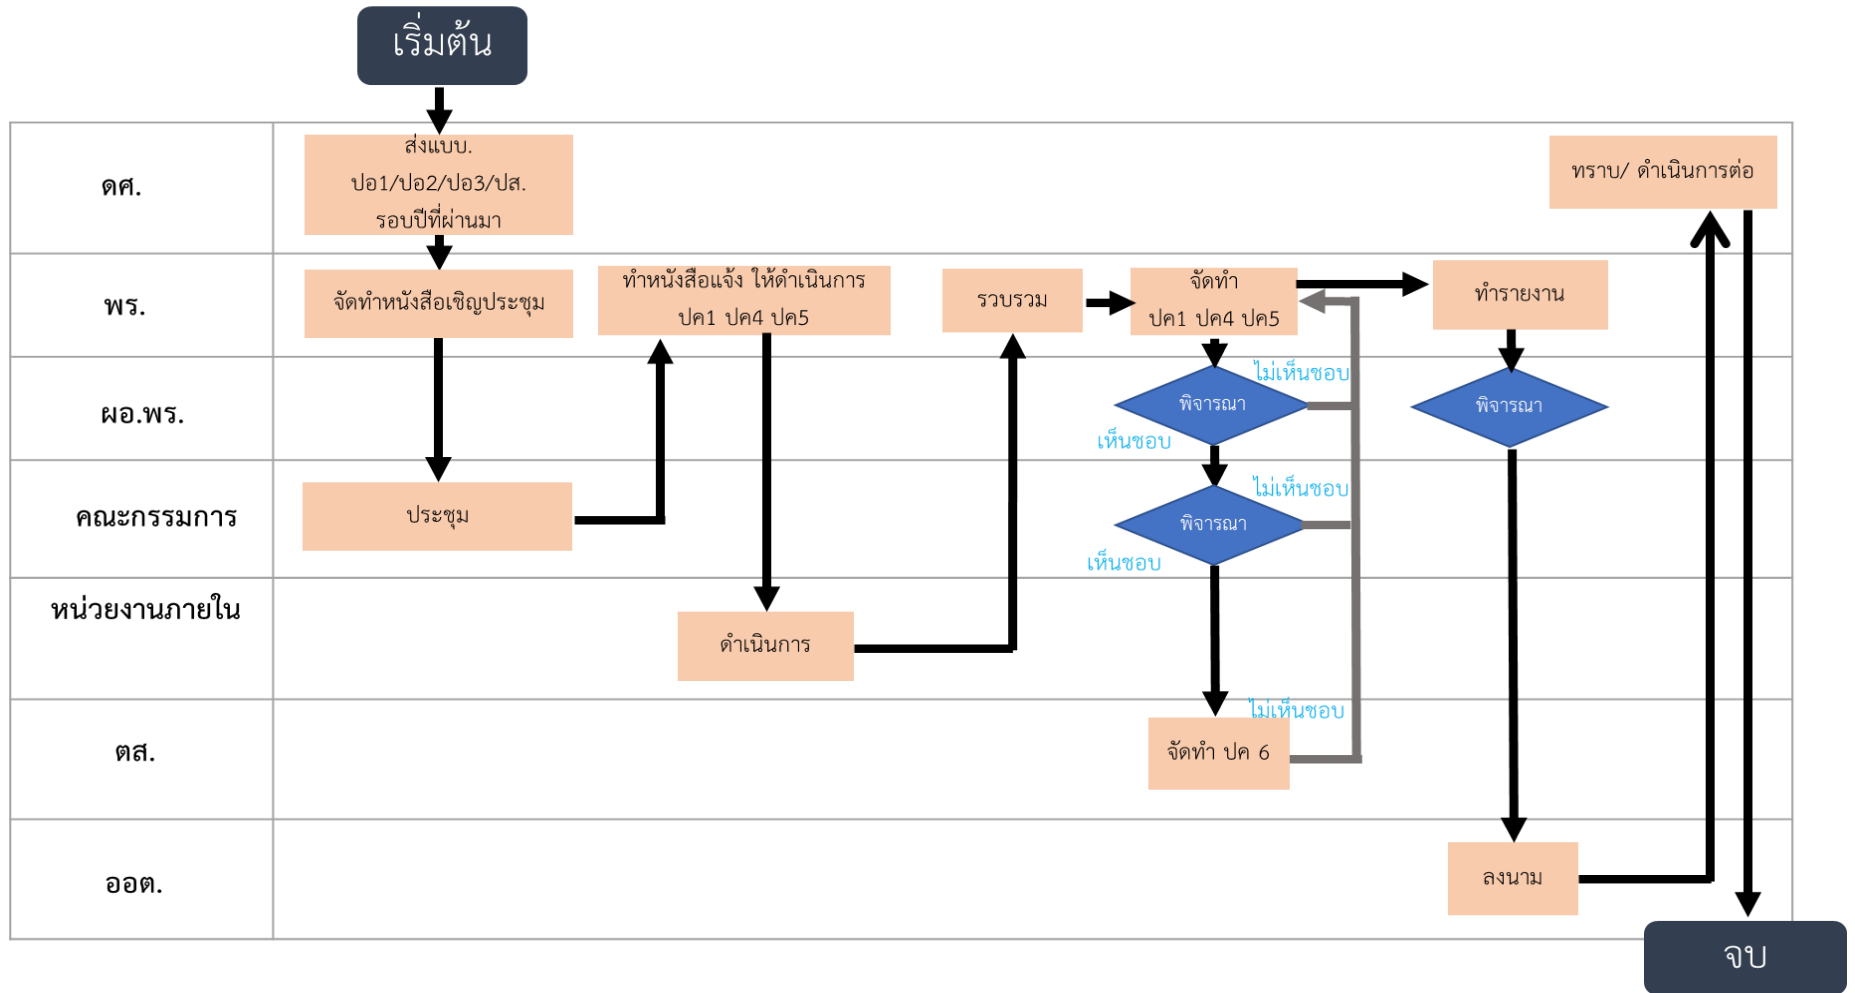 เริ่มต้น
ดศ.
ส่งแบบ.
ปอ1/ปอ2/ปอ3/ปส.
รอบปีที่ผ่านมา
ทราบ/ ดำเนินการต่อ
พร.
จัดทำหนังสือเชิญประชุม
ทำหนังสือแจ้ง ให้ดำเนินการ
ปค1 ปค4 ปค5
รวบรวม
จัดทำ
ปค1 ปค4 ปค5
ทำรายงาน
ผอ.พร.
ไม่เห็นชอบ
พิจารณา
พิจารณา
เห็นชอบ
คณะกรรมการ
ประชุม
ไม่เห็นชอบ
พิจารณา
เห็นชอบ
หน่วยงานภายใน
ดำเนินการ
ตส.
ไม่เห็นชอบ
จัดทำ ปค 6
ออต.
ลงนาม
จบ